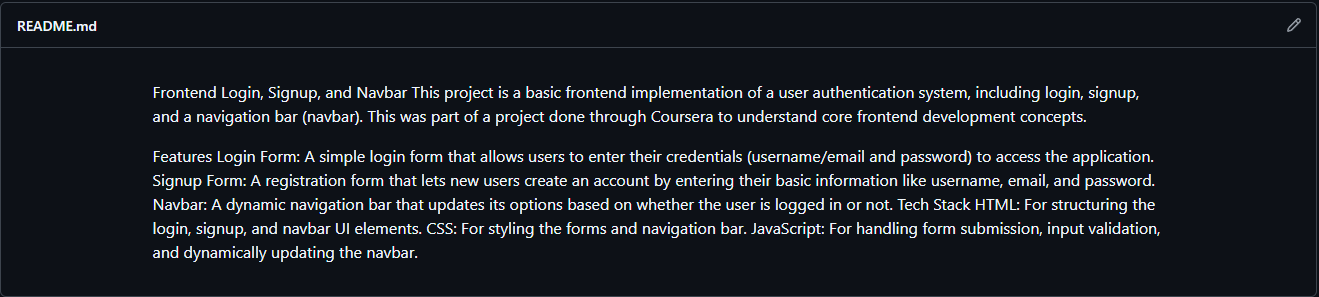 README.md
Frontend Login, Signup, and Navbar This project is a basic frontend implementation of a user authentication system, including login, signup,
and a navigation bar (navbar). This was part of a project done through Coursera to understand core frontend development concepts.
Features Login Form: A simple login form that allows users to enter their credentials (username/email and password) to access the application.
Signup Form: A registration form that lets new users create an account by entering their basic information like username, email, and password.
Navbar: A dynamic navigation bar that updates its options based on whether the user is logged in or not. Tech Stack HTML: For structuring the
login, signup, and navbar UI elements. CSS: For styling the forms and navigation bar. JavaScript: For handling form submission, input validation,
and dynamically updating the navbar.